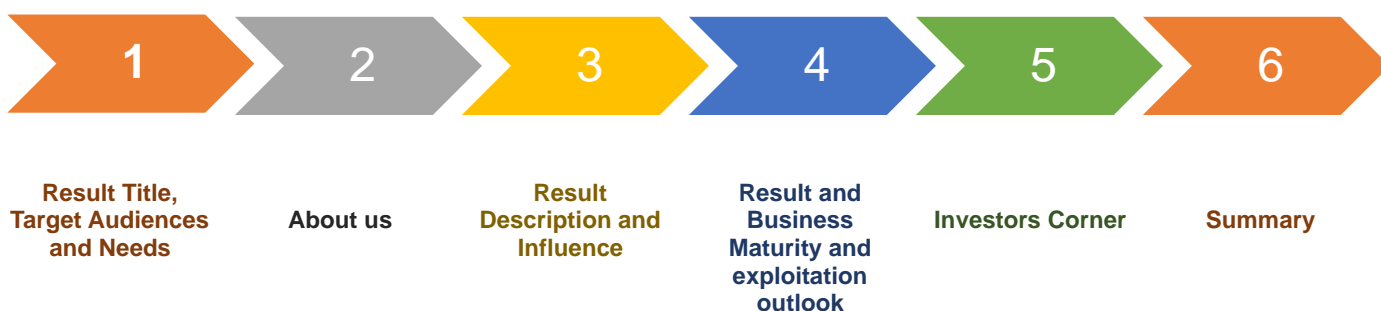 1
2
3
4
5
6
Result Title,
Target Audiences
and Needs
About us
Result
Description and
Influence
Result and
Business
Maturity and
exploitation
outlook
Investors Corner
Summary